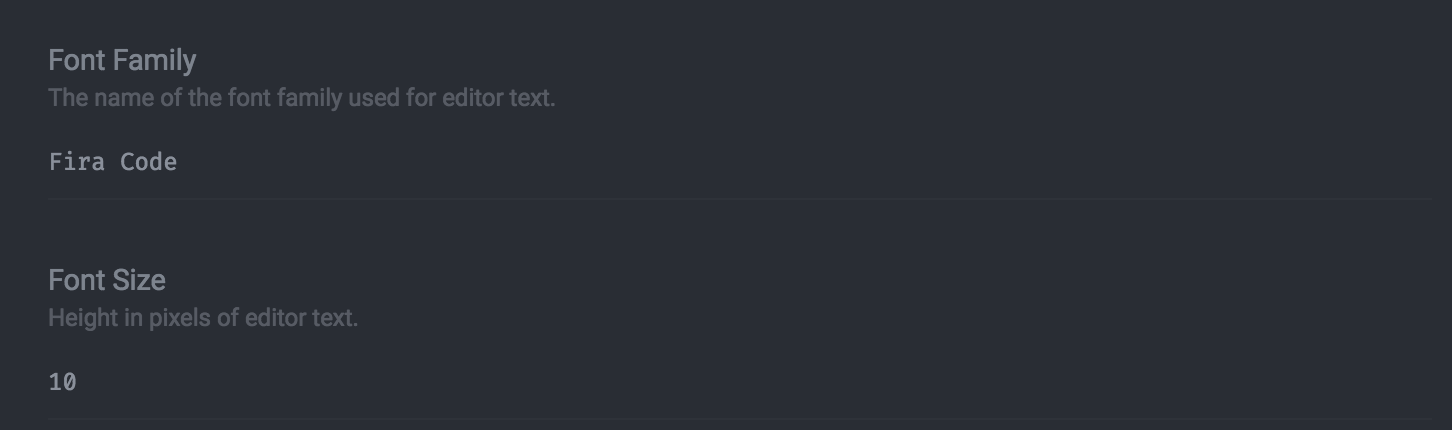 Font Family
The name of the font family used for editor text.
Fira Code
Font Size
Height in pixels of editor text.
10